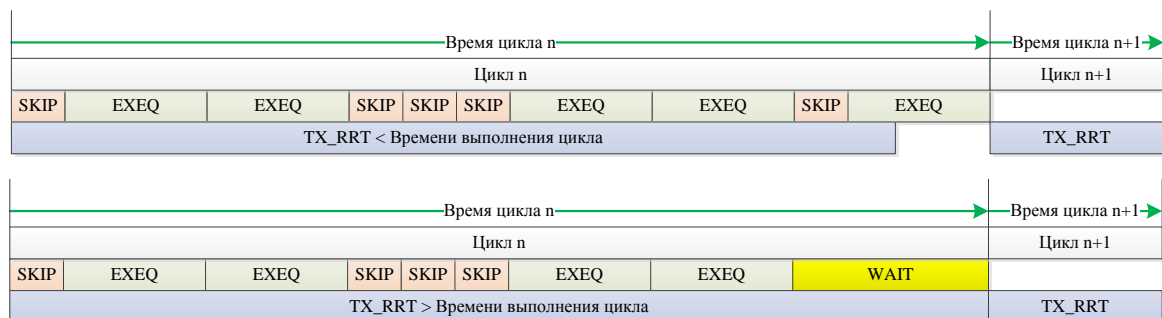 Время цикла n Время цикла n+1
Цикл n Цикл n+1
SKIP EXEQ EXEQ SKIP SKIP SKIP EXEQ EXEQ SKIP EXEQ
TX_RRT < Времени выполнения цикла TX_RRT
Время цикла n Время цикла n+1
Цикл n Цикл n+1
SKIP EXEQ EXEQ SKIP SKIP SKIP EXEQ EXEQ WAIT
TX_RRT > Времени выполнения цикла TX_RRT